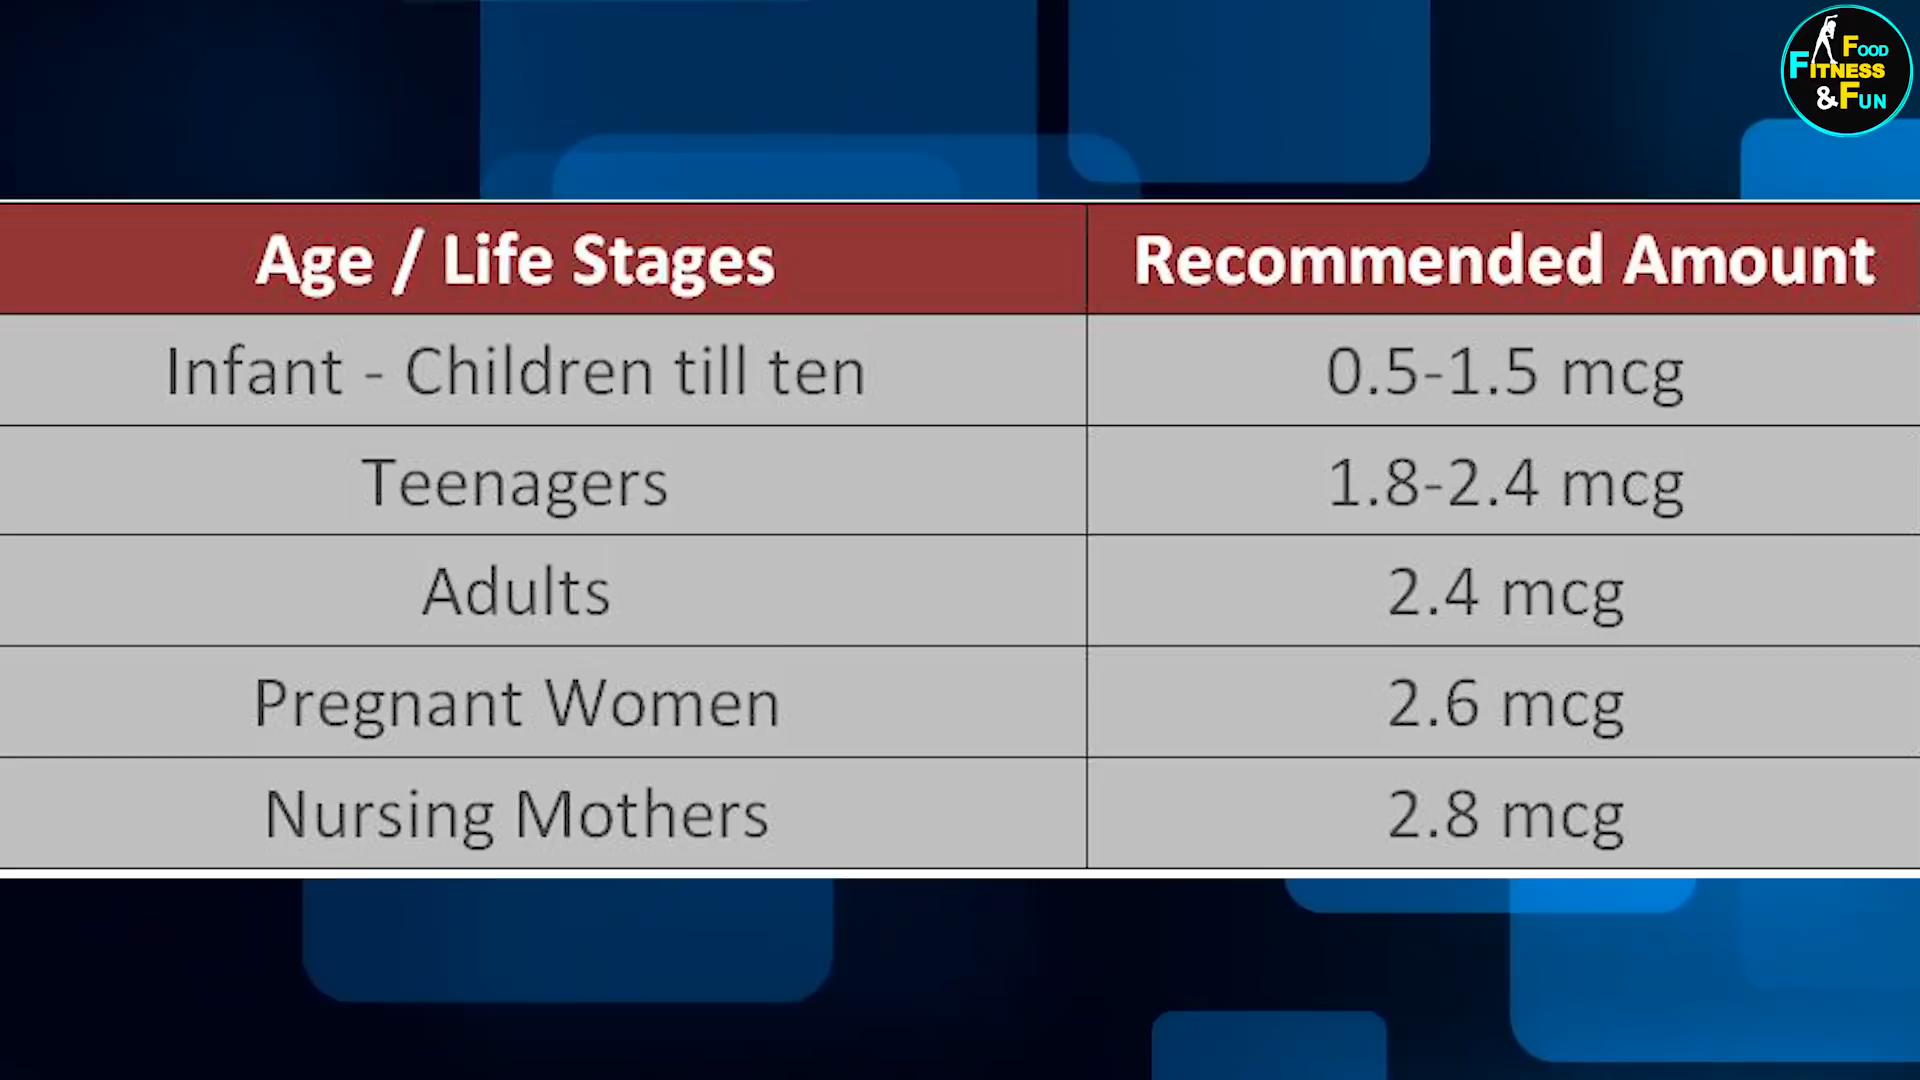 Food
Fitness
&Fun
Age / Life Stages Recommended Amount
Infant - Children till ten 0.5-1.5 mcg
Teenagers 1.8-2.4 mcg
Adults 2.4 mcg
Pregnant Women 2.6 mcg
Nursing Mothers 2.8 mcg